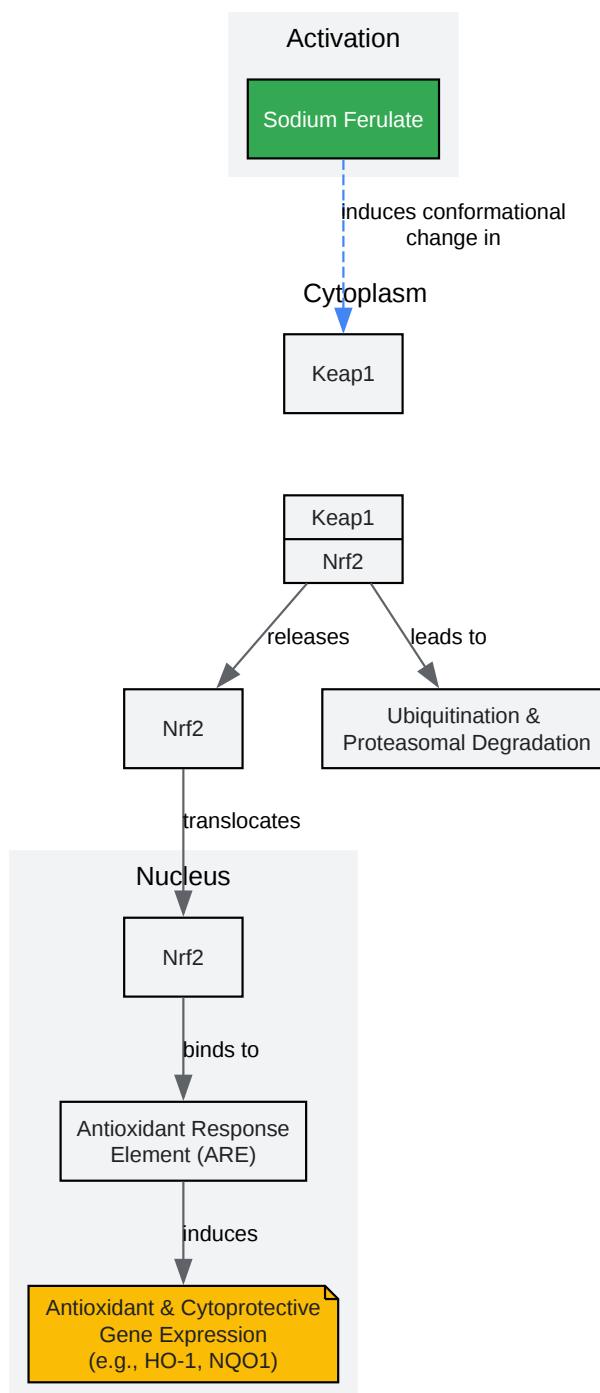 Activation
Sodium Ferulate
induces conformational
change in
Cytoplasm
Keap1
Keap1
Nrf2
releases
leads to
Nrf2
Ubiquitination &
Proteasomal Degradation
translocates
Nucleus
Nrf2
binds to
Antioxidant Response
Element (ARE)
induces
Antioxidant & Cytoprotective
Gene Expression
(e.g., HO-1, NQO1)